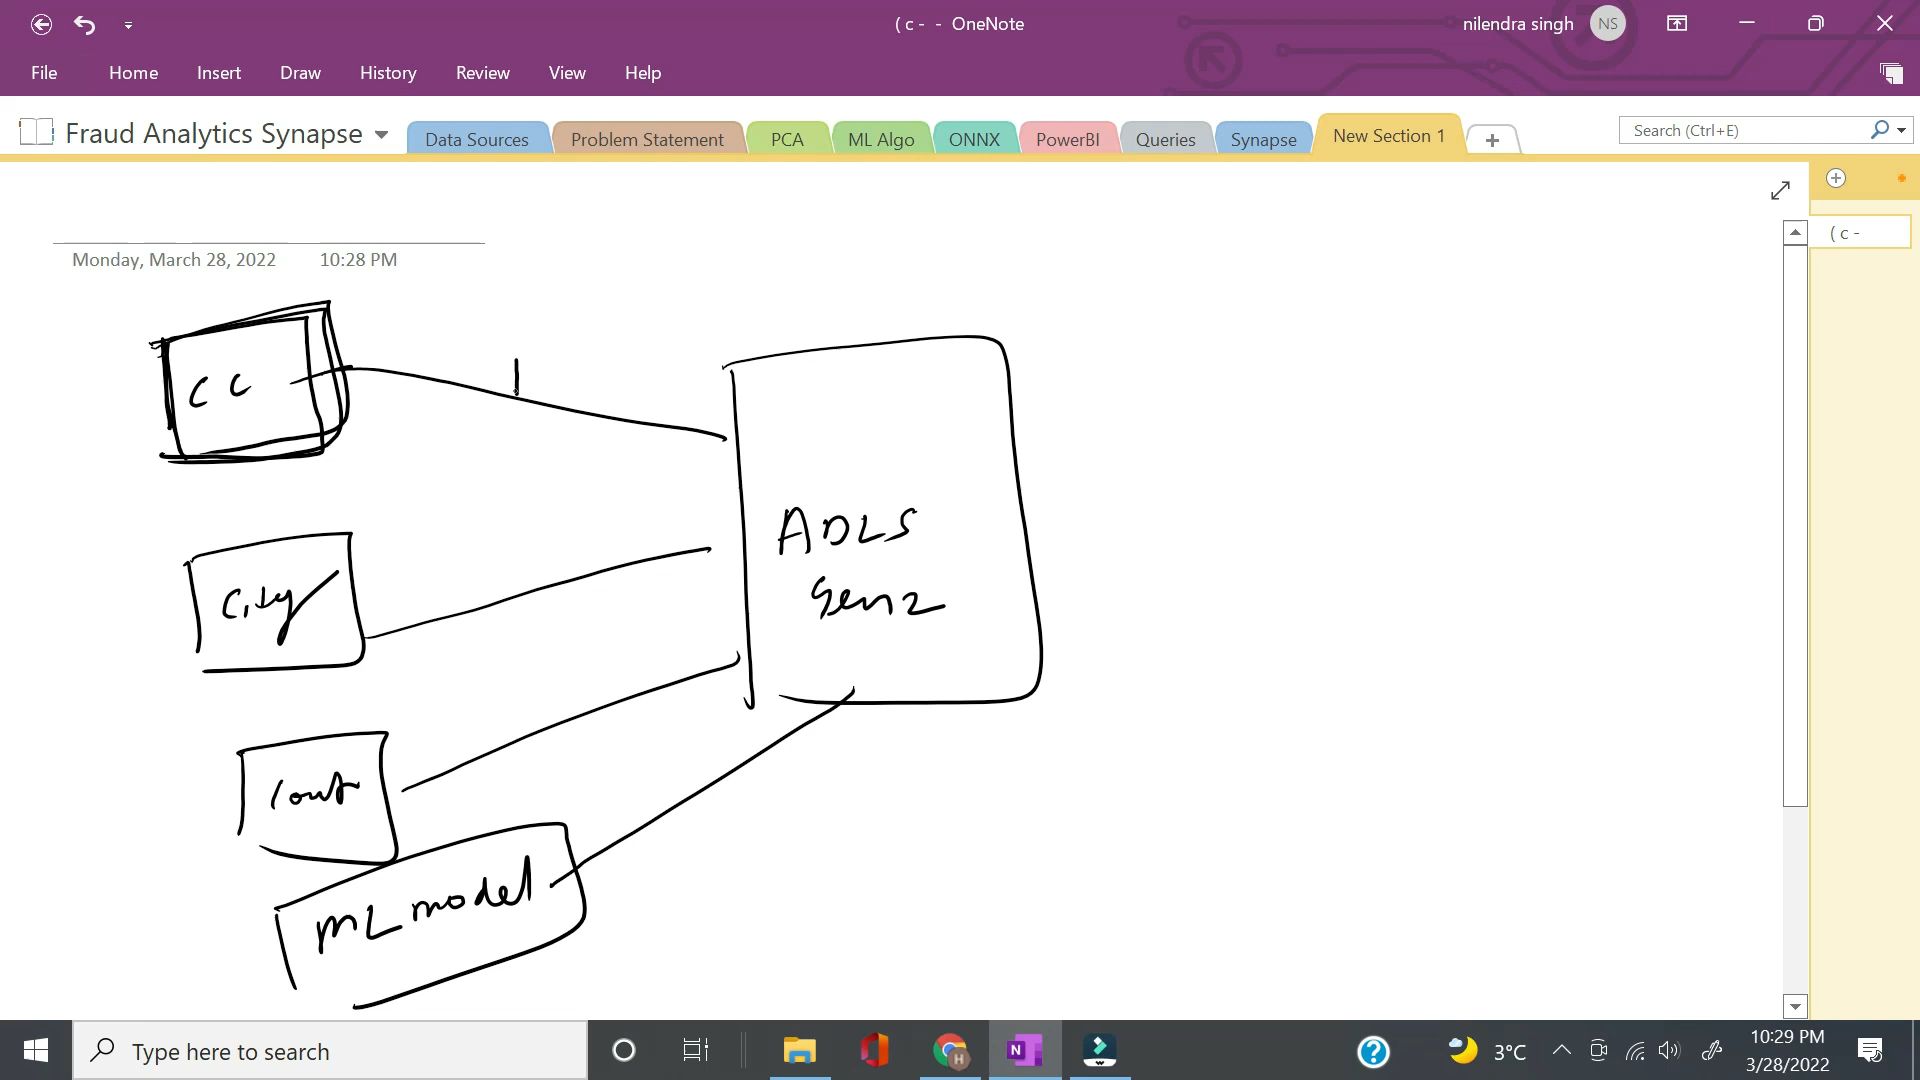 ( c -  -  OneNote
nilendra singh
NS
File Home Insert Draw History Review View Help
Fraud Analytics Synapse
Data Sources
Problem Statement
PCA
ML Algo
ONNX
PowerBI
Queries
Synapse
New Section 1
Search (Ctrl+E)
( c -
Monday, March 28, 2022 10:28 PM
CC
City
ADLS
Gen2
ML model
Type here to search
H
N
3°C
10:29 PM
3/28/2022